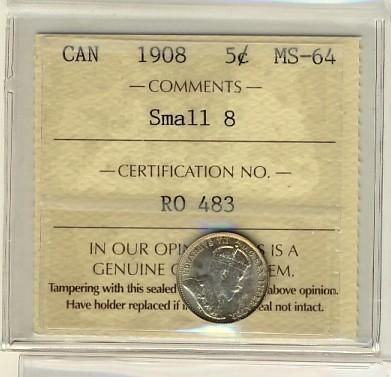 CAN 1908 5¢ MS-64
— COMMENTS —
Small 8
— CERTIFICATION NO. —
RO 483
IN OUR IS A
GENUINE
Tampering with this sealed above opinion.
Have holder replaced if not intact.